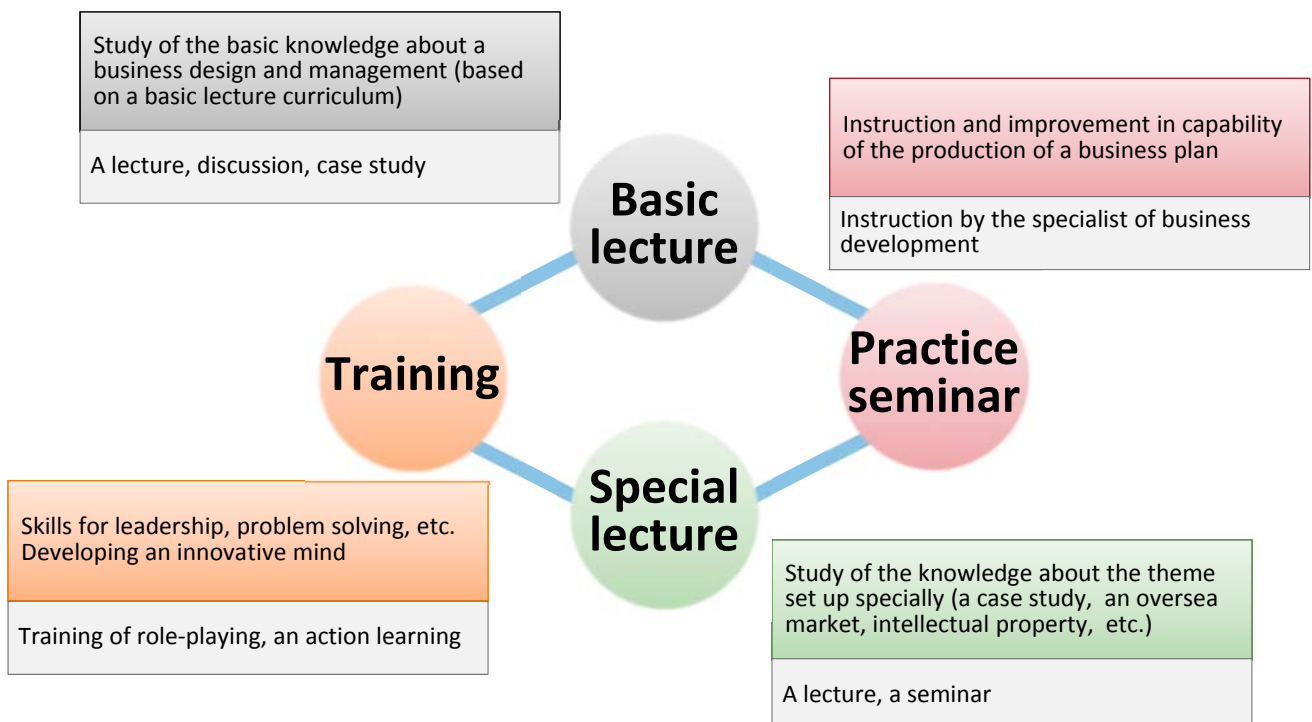 Study of the basic knowledge about a
business design and management (based
on a basic lecture curriculum)
A lecture, discussion, case study
Instruction and improvement in capability
of the production of a business plan
Instruction by the specialist of business
development
Basic
lecture
Training
Practice
seminar
Special
lecture
Skills for leadership, problem solving, etc.
Developing an innovative mind
Training of role-playing, an action learning
Study of the knowledge about the theme
set up specially (a case study, an oversea
market, intellectual property, etc.)
A lecture, a seminar